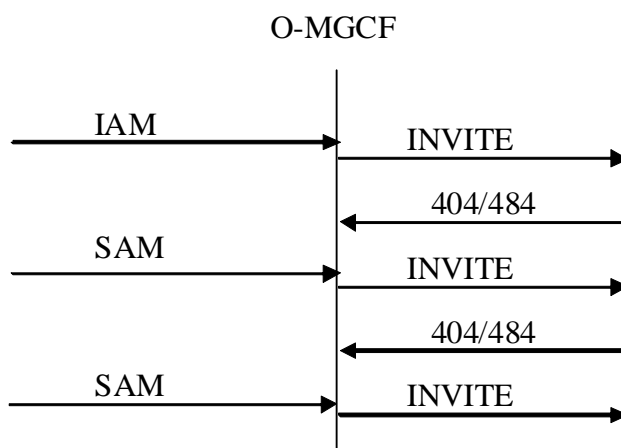 O-MGCF
IAM
INVITE
404/484
SAM
INVITE
404/484
SAM
INVITE